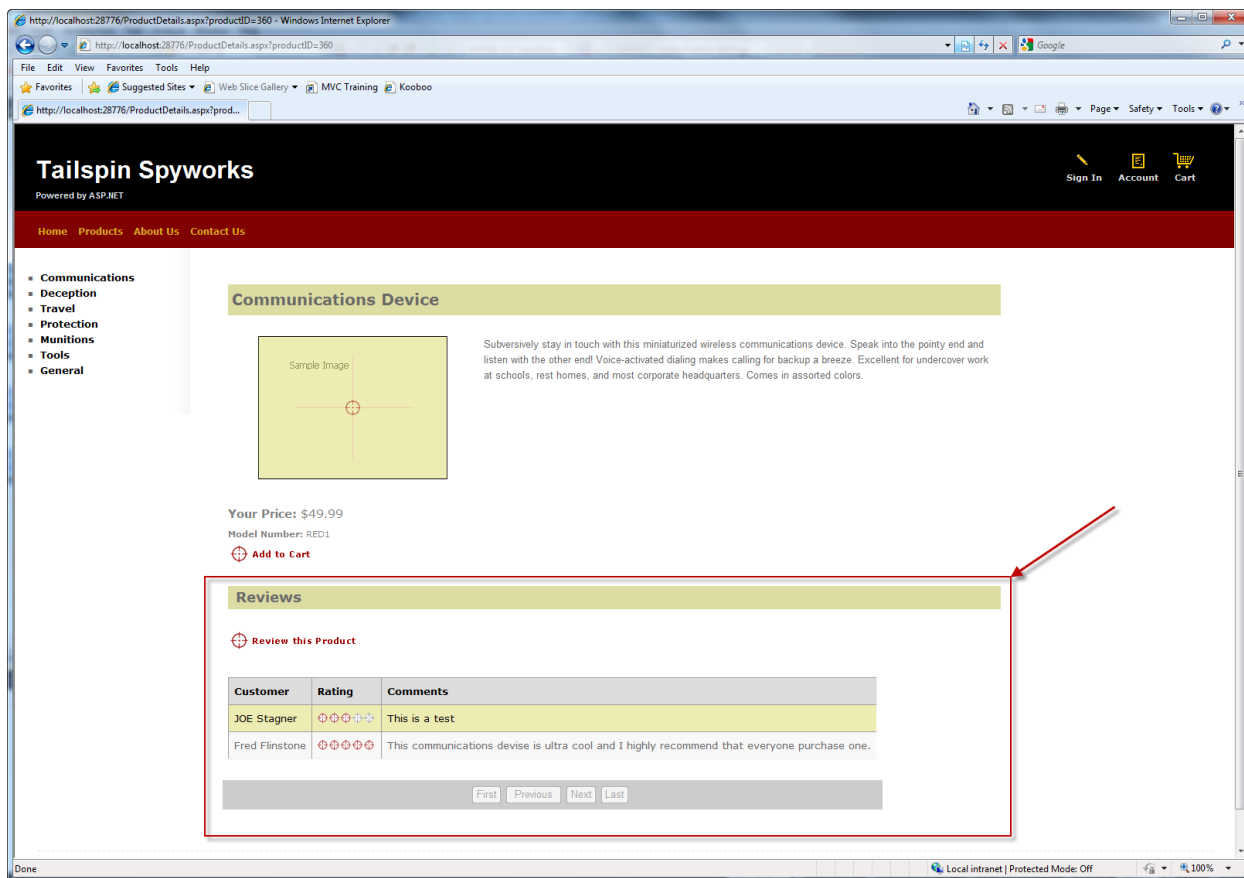 http://localhost:28776/ProductDetails.aspx?productID=360 - Windows Internet Explorer
http://localhost:28776/ProductDetails.aspx?productID=360
Google
File Edit View Favorites Tools Help
Favorites Suggested Sites Web Slice Gallery MVC Training Kooboo
http://localhost:28776/ProductDetails.aspx?prod...
Page Safety Tools
Tailspin Spyworks
Powered by ASP.NET
Sign In Account Cart
Home Products About Us Contact Us
Communications
Deception
Travel
Protection
Munitions
Tools
General
Communications Device
Sample Image
Subversively stay in touch with this miniaturized wireless communications device. Speak into the pointy end and
listen with the other end! Voice-activated dialing makes calling for backup a breeze. Excellent for undercover work
at schools, rest homes, and most corporate headquarters. Comes in assorted colors.
Your Price: $49.99
Model Number: RED1
Add to Cart
Reviews
Review this Product
Customer Rating Comments
JOE Stagner This is a test
Fred Flinstone This communications devise is ultra cool and I highly recommend that everyone purchase one.
First Previous Next Last
Done
Local intranet | Protected Mode: Off
100%